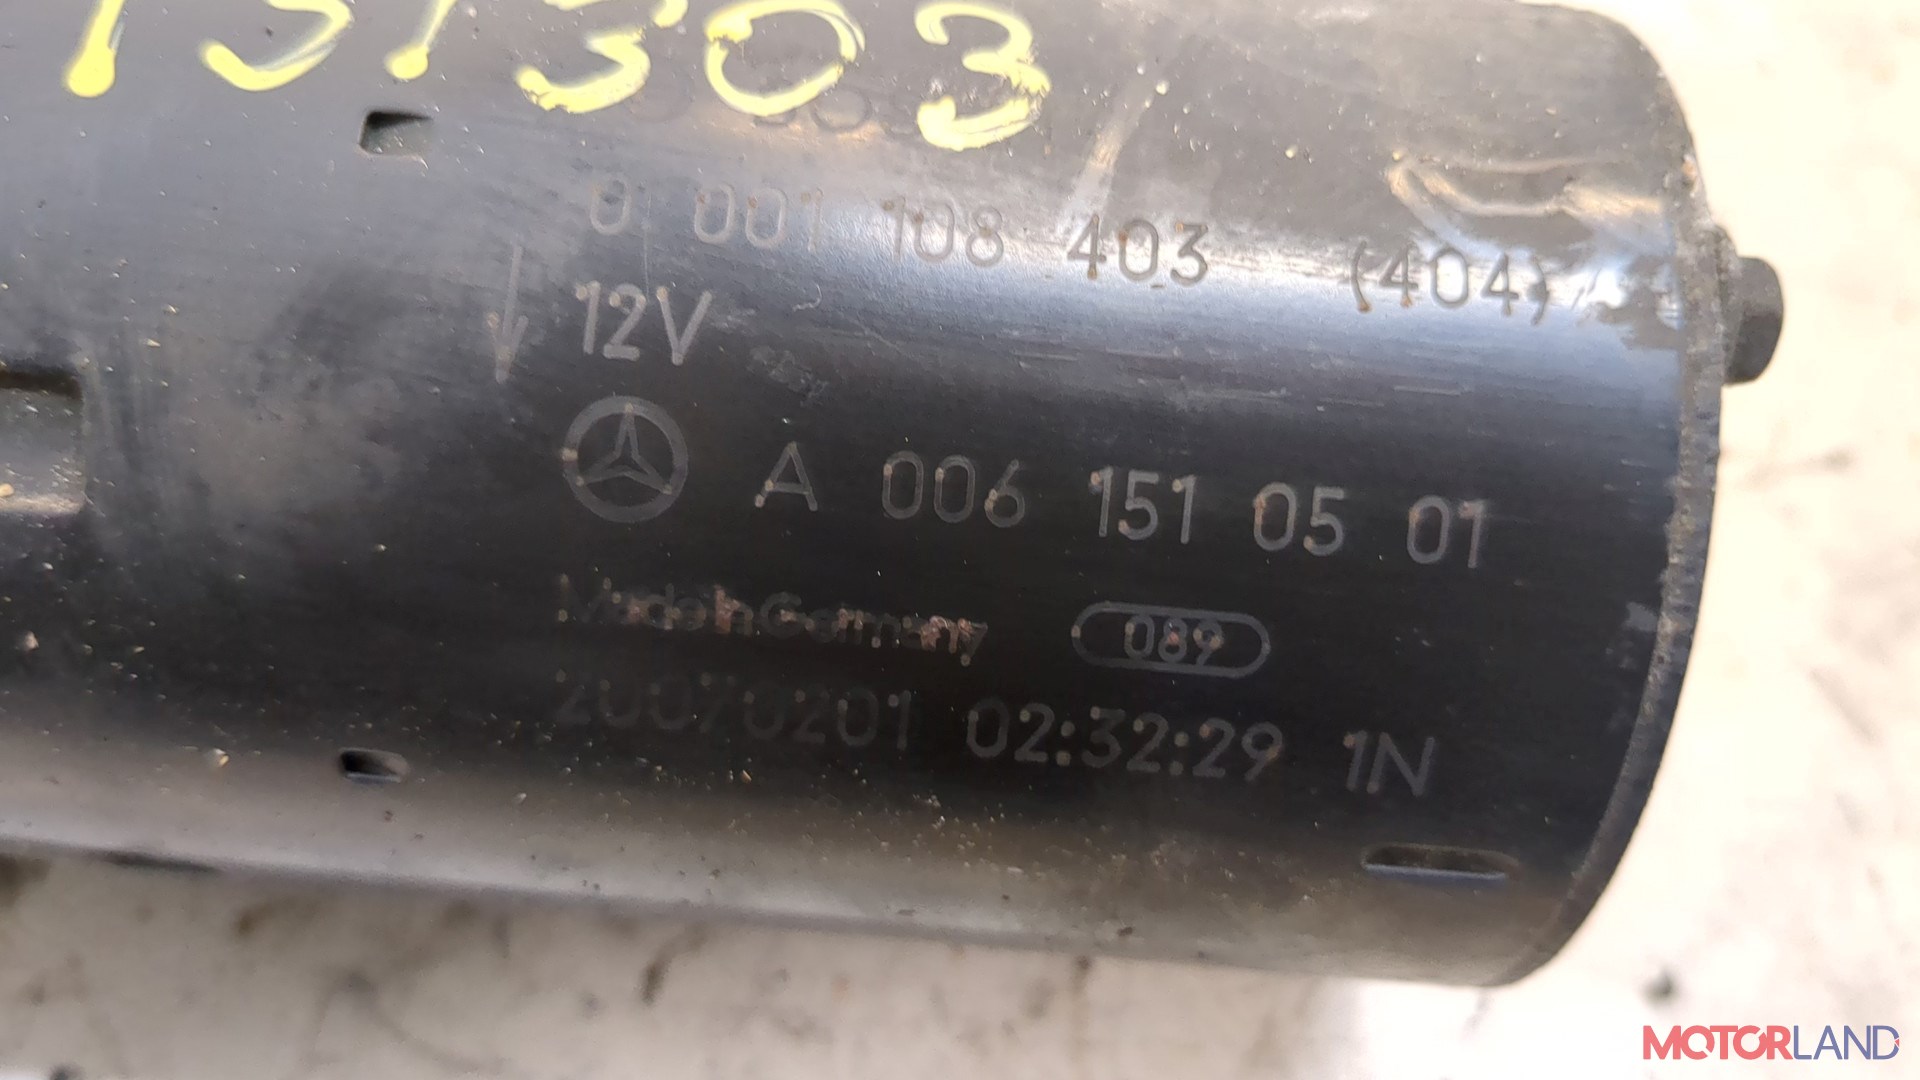 151303
0 001 108 403 (404)
12V
A 006 151 05 01
Made in Germany 089
20070201 02:32:29 1N
MOTORLAND